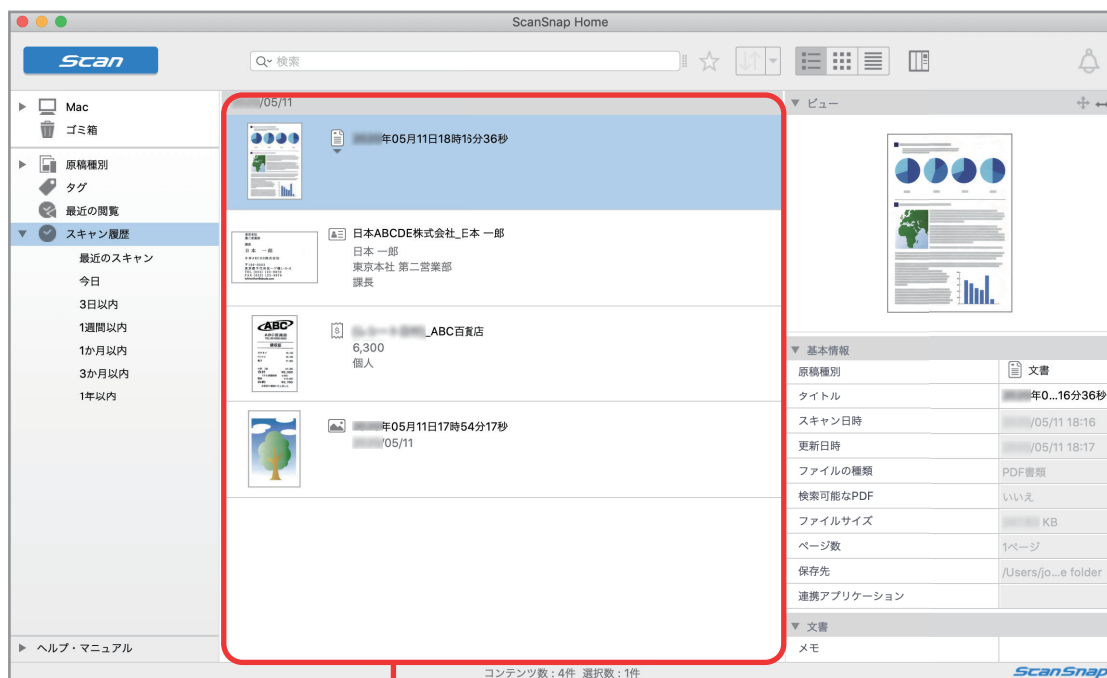 ScanSnap Home
Scan
検索
Mac
ゴミ箱
原稿種別
タグ
最近の閲覧
スキャン履歴
最近のスキャン
今日
3日以内
1週間以内
1か月以内
3か月以内
1年以内
ヘルプ・マニュアル
/05/11
年05月11日18時16分36秒
日本ABCDE株式会社_日本 一郎
日本 一郎
東京本社 第二営業部
課長
日本 一郎
ABC
領収証
_ABC百貨店
6,300
個人
年05月11日17時54分17秒
/05/11
コンテンツ数：4件 選択数：1件
ビュー
基本情報
原稿種別 文書
タイトル 年0...16分36秒
スキャン日時 /05/11 18:16
更新日時 /05/11 18:17
ファイルの種類 PDF書類
検索可能なPDF いいえ
ファイルサイズ KB
ページ数 1ページ
保存先 /Users/jo...e folder
連携アプリケーション
文書
メモ
ScanSnap